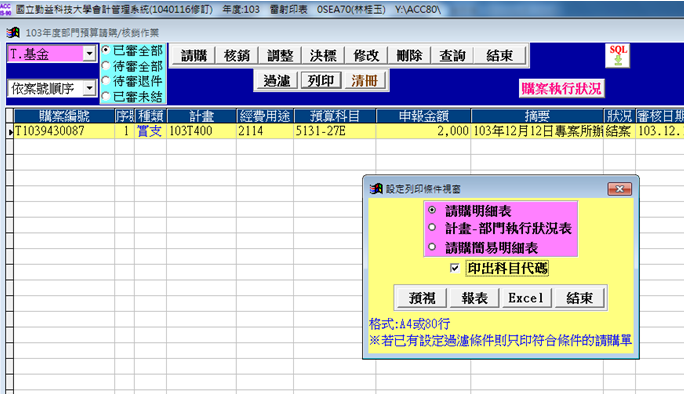 ACC
IS-90
國立勤益科技大學會計管理系統(1040116修訂) 年度:103 雷射印表 0SEA70(林桂玉) Y:\ACC80\
103年度部門預算請購/核銷作業
T.基金
已審全部
待審全部
待審退件
已審未結
依案號順序
請購 核銷 調整 決標 修改 刪除 查詢 結束
過濾 列印 清冊
SQL
購案執行狀況
購案編號 序 種類 計畫 經費用途 預算科目 申報金額 摘要 狀況 審核日期
T1039430087 1 實支 103T400 2114 5131-27E 2,000 103年12月12日專案所辦 結案 103.12.
設定列印條件視窗
請購明細表
計畫-部門執行狀況表
請購簡易明細表
印出科目代碼
預視 報表 Excel 結束
格式:A4或80行
※若已有設定過濾條件則只印符合條件的請購單